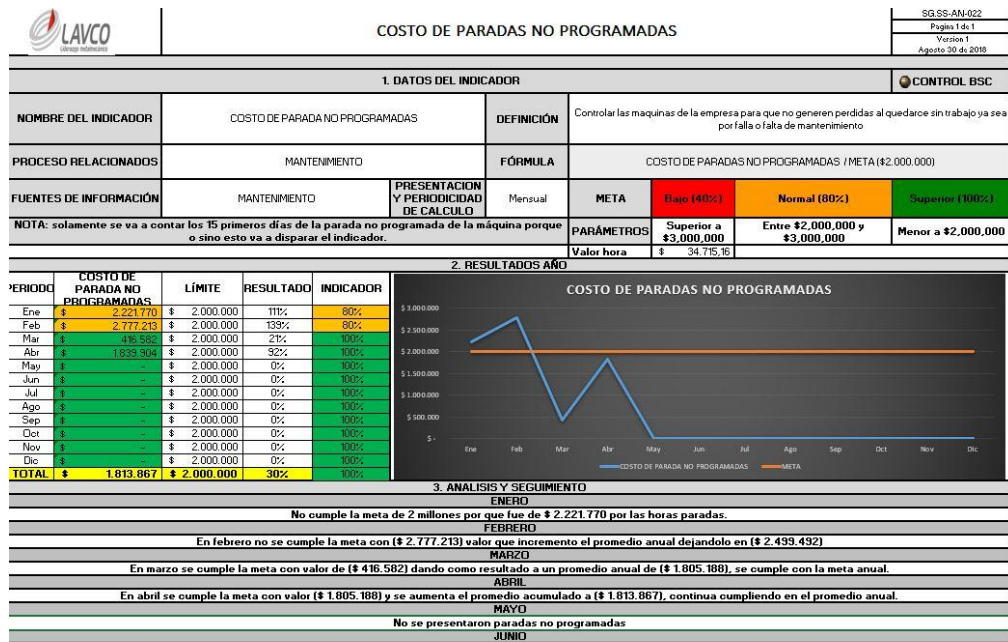 LAVCO
Liderazgo metalmecánico
COSTO DE PARADAS NO PROGRAMADAS
SG.SS-AN-022
Pagina 1 de 1
Version 1
Agosto 30 de 2018
1. DATOS DEL INDICADOR
CONTROL BSC
NOMBRE DEL INDICADOR
COSTO DE PARADA NO PROGRAMADAS
DEFINICIÓN
Controlar las maquinas de la empresa para que no generen perdidas al quedarce sin trabajo ya sea
por falla o falta de mantenimiento
PROCESO RELACIONADOS
MANTENIMIENTO
FÓRMULA
COSTO DE PARADAS NO PROGRAMADAS / META ($2.000.000)
FUENTES DE INFORMACIÓN
MANTENIMIENTO
PRESENTACION
Y PERIODICIDAD
DE CALCULO
Mensual
META
Bajo (40%)
Normal (80%)
Superior (100%)
NOTA: solamente se va a contar los 15 primeros días de la parada no programada de la máquina porque
o sino esto va a disparar el indicador.
PARÁMETROS
Superior a
$3,000,000
Entre $2,000,000 y
$3,000,000
Menor a $2,000,000
Valor hora
$ 34.715,16
2. RESULTADOS AÑO
PERIODO
COSTO DE
PARADA NO
PROGRAMADAS
LÍMITE
RESULTADO
INDICADOR
Ene $ 2.221.770 $ 2.000.000 111% 80%
Feb $ 2.777.213 $ 2.000.000 139% 80%
Mar $ 416.582 $ 2.000.000 21% 100%
Abr $ 1.839.904 $ 2.000.000 92% 100%
May $ - $ 2.000.000 0% 100%
Jun $ - $ 2.000.000 0% 100%
Jul $ - $ 2.000.000 0% 100%
Ago $ - $ 2.000.000 0% 100%
Sep $ - $ 2.000.000 0% 100%
Oct $ - $ 2.000.000 0% 100%
Nov $ - $ 2.000.000 0% 100%
Dic $ - $ 2.000.000 0% 100%
TOTAL $ 1.813.867 $ 2.000.000 30% 100%
COSTO DE PARADAS NO PROGRAMADAS
$ 3.000.000
$ 2.500.000
$ 2.000.000
$ 1.500.000
$ 1.000.000
$ 500.000
$ -
Ene Feb Mar Abr May Jun Jul Ago Sep Oct Nov Dic
COSTO DE PARADA NO PROGRAMADAS META
3. ANALISIS Y SEGUIMIENTO
ENERO
No cumple la meta de 2 millones por que fue de $ 2.221.770 por las horas paradas.
FEBRERO
En febrero no se cumple la meta con ($ 2.777.213) valor que incremento el promedio anual dejandolo en ($ 2.499.492)
MARZO
En marzo se cumple la meta con valor de ($ 416.582) dando como resultado a un promedio anual de ($ 1.805.188), se cumple con la meta anual.
ABRIL
En abril se cumple la meta con valor ($ 1.805.188) y se aumenta el promedio acumulado a ($ 1.813.867), continua cumpliendo en el promedio anual.
MAYO
No se presentaron paradas no programadas
JUNIO